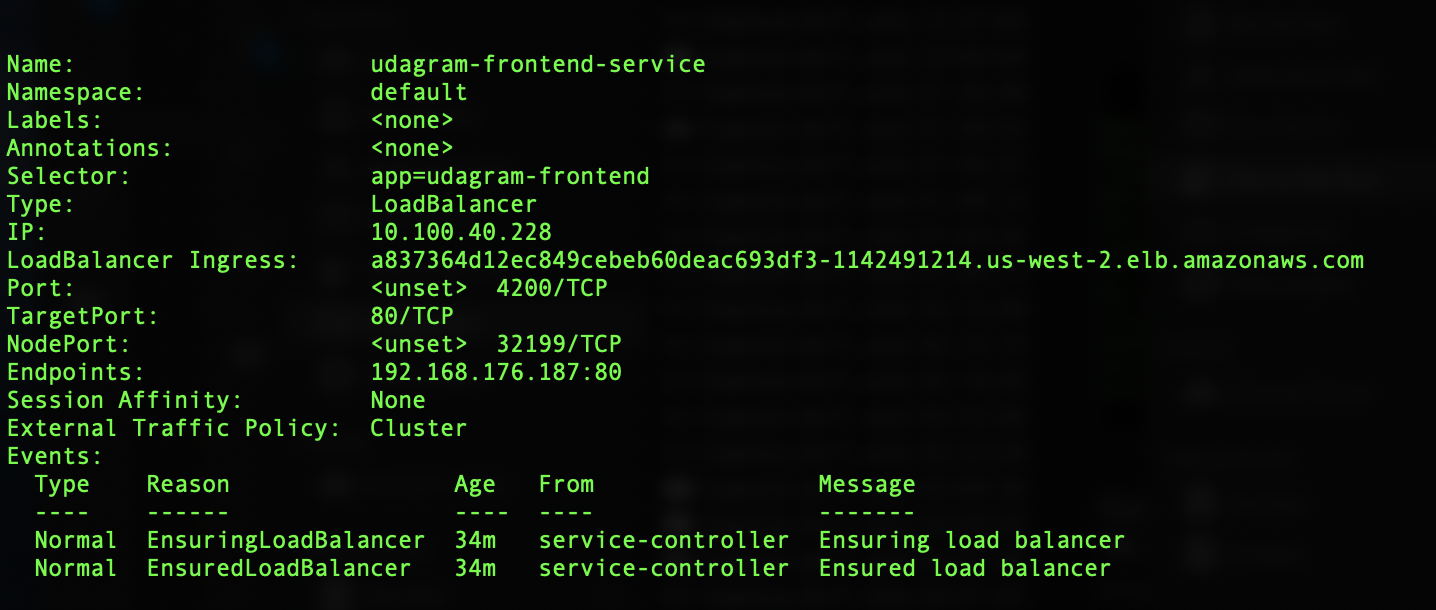 Name: udagram-frontend-service
Namespace: default
Labels: <none>
Annotations: <none>
Selector: app=udagram-frontend
Type: LoadBalancer
IP: 10.100.40.228
LoadBalancer Ingress: a837364d12ec849cebeb60deac693df3-1142491214.us-west-2.elb.amazonaws.com
Port: <unset> 4200/TCP
TargetPort: 80/TCP
NodePort: <unset> 32199/TCP
Endpoints: 192.168.176.187:80
Session Affinity: None
External Traffic Policy: Cluster
Events:
Type Reason Age From Message
---- ------ ---- ---- -------
Normal EnsuringLoadBalancer 34m service-controller Ensuring load balancer
Normal EnsuredLoadBalancer 34m service-controller Ensured load balancer